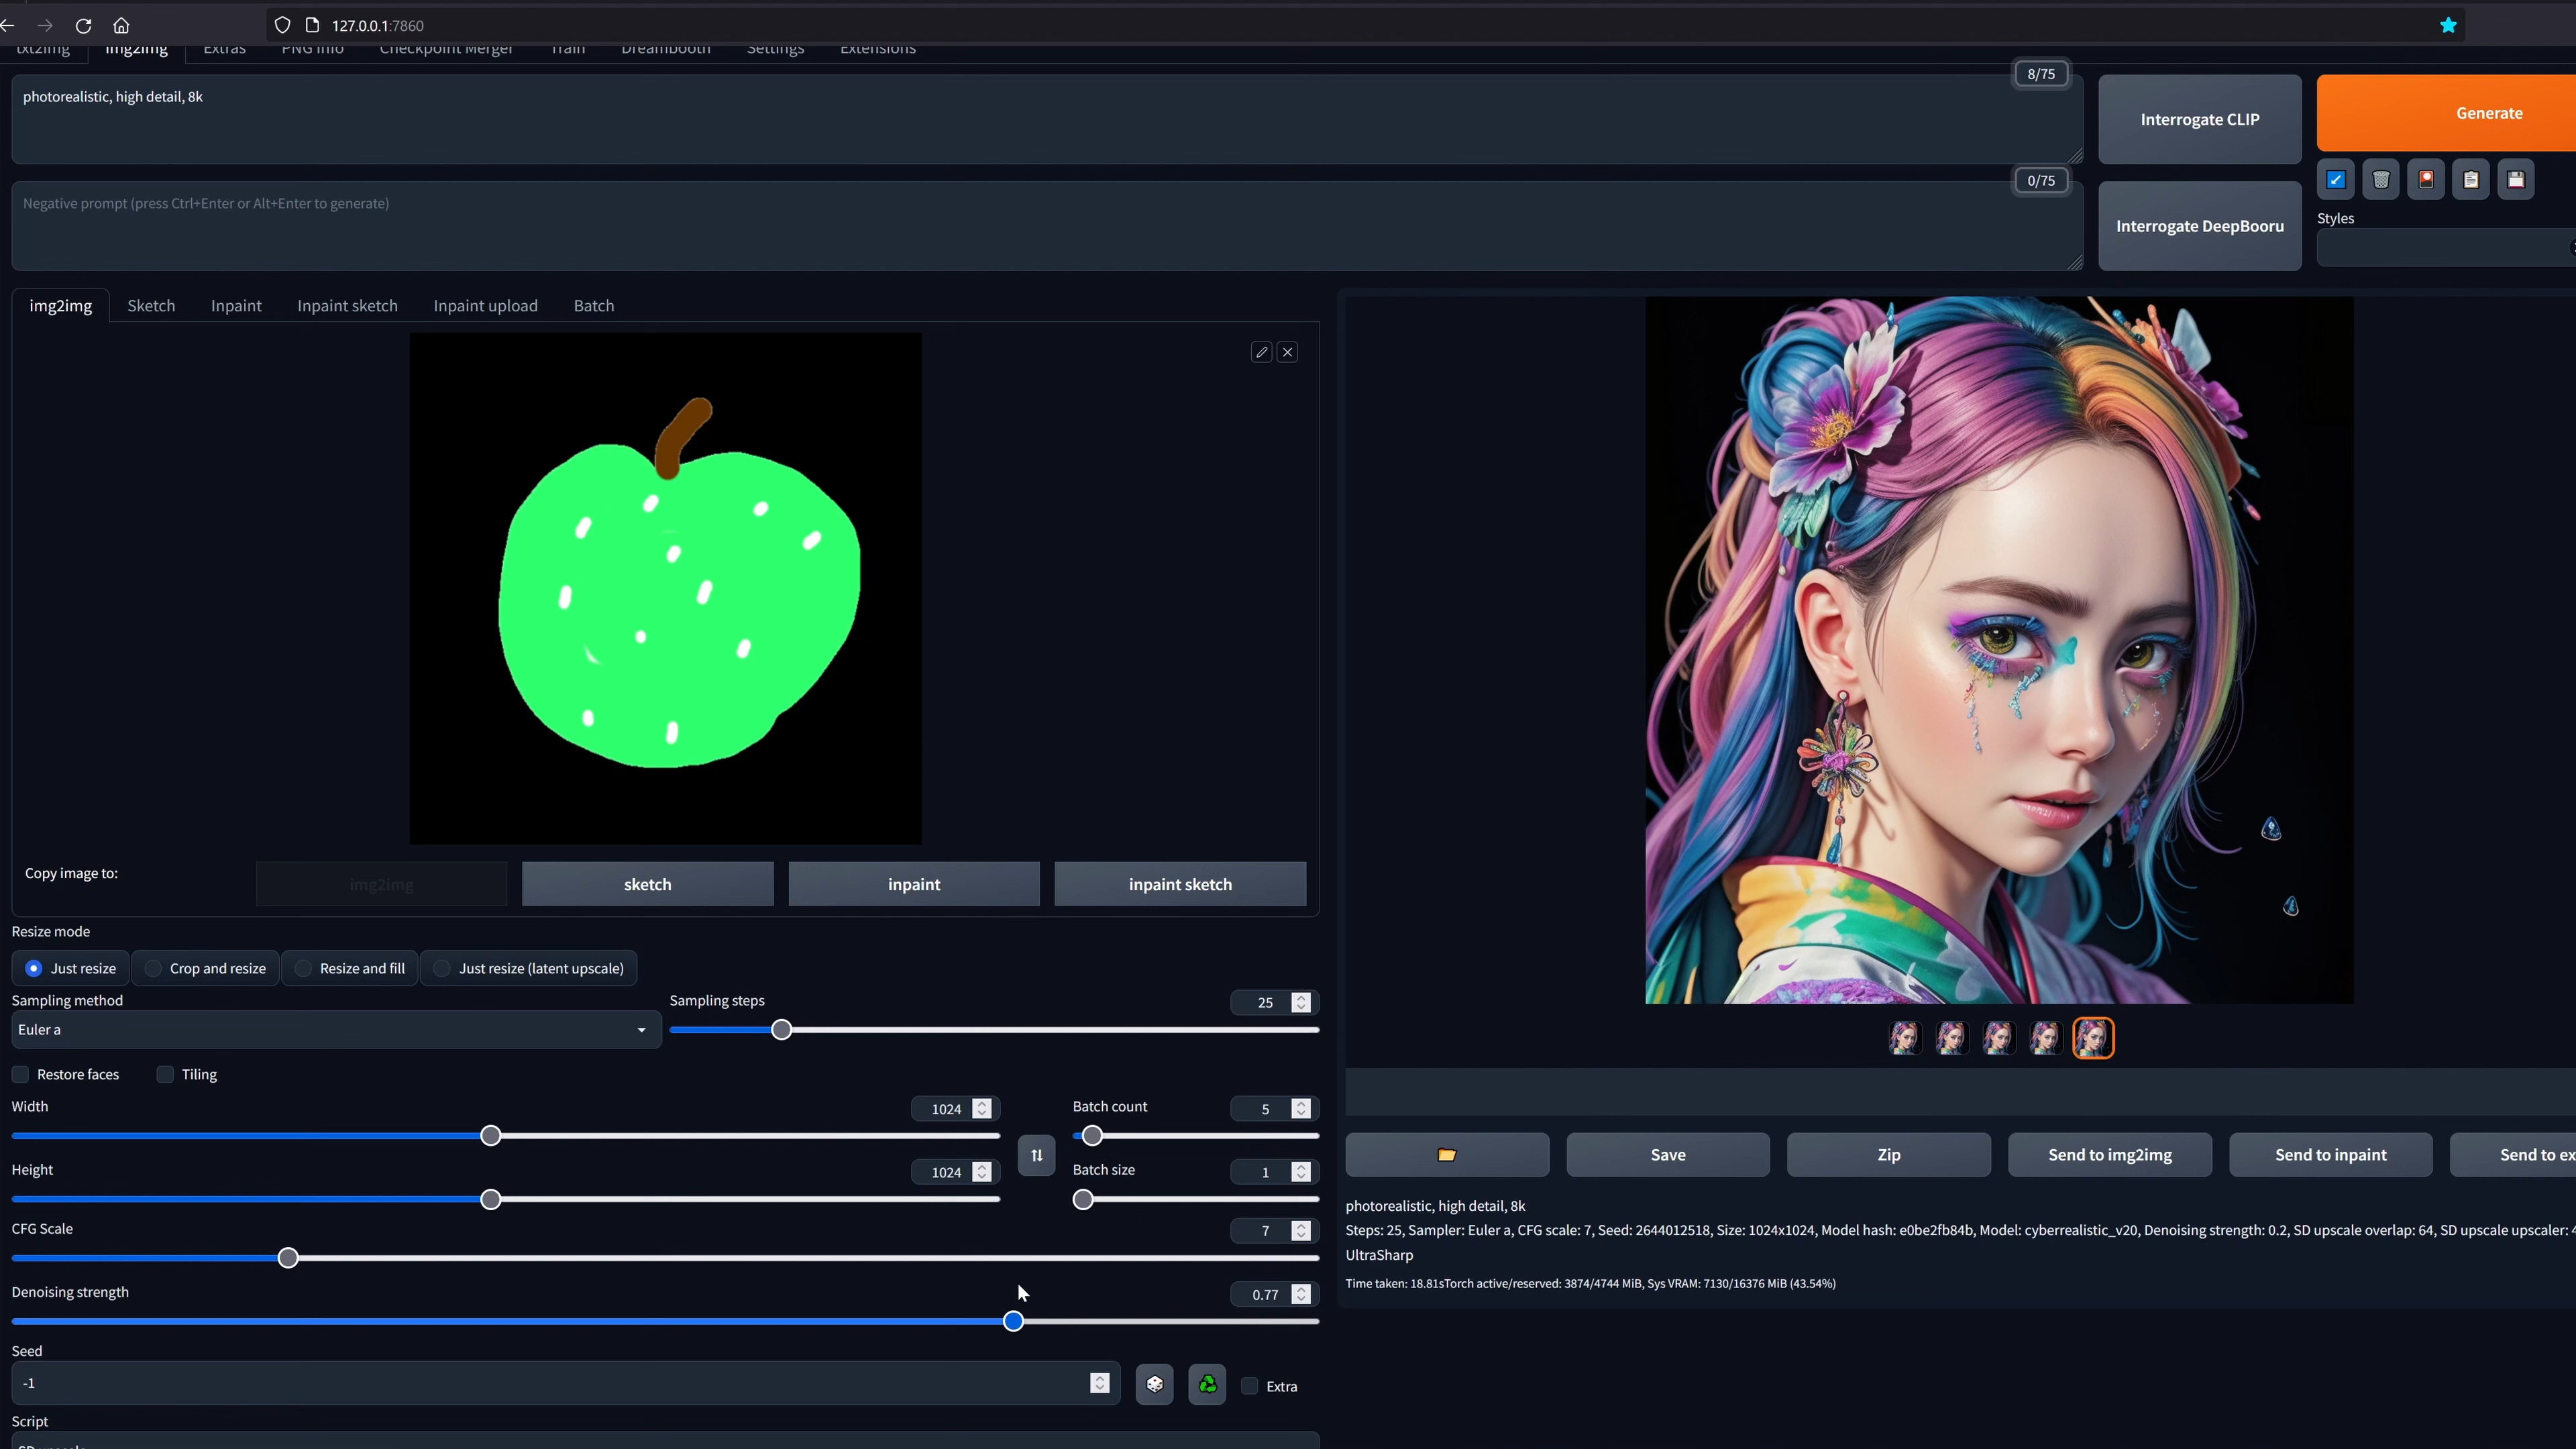 127.0.0.1:7860
txt2img img2img Extras PNG Info Checkpoint Merger Train Dreambooth Settings Extensions
8/75
photorealistic, high detail, 8k
Interrogate CLIP
Generate
0/75
Negative prompt (press Ctrl+Enter or Alt+Enter to generate)
Interrogate DeepBooru
Styles
img2img Sketch Inpaint Inpaint sketch Inpaint upload Batch
Copy image to:
img2img sketch inpaint inpaint sketch
Resize mode
Just resize Crop and resize Resize and fill Just resize (latent upscale)
Sampling method Sampling steps 25
Euler a
Restore faces Tiling
Width 1024 Batch count 5
Height 1024 Batch size 1
CFG Scale 7
Denoising strength 0.77
Seed
-1
Extra
Script
Save Zip Send to img2img Send to inpaint Send to ex
photorealistic, high detail, 8k
Steps: 25, Sampler: Euler a, CFG scale: 7, Seed: 2644012518, Size: 1024x1024, Model hash: e0be2fb84b, Model: cyberrealistic_v20, Denoising strength: 0.2, SD upscale overlap: 64, SD upscale upscaler: 4
UltraSharp
Time taken: 18.81sTorch active/reserved: 3874/4744 MiB, Sys VRAM: 7130/16376 MiB (43.54%)